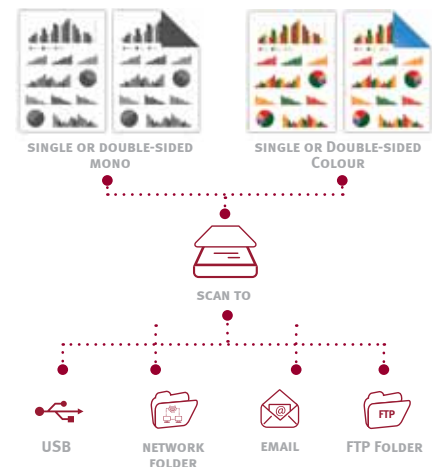 SINGLE OR DOUBLE-SIDED
MONO
SINGLE OR DOUBLE-SIDED
COLOUR
SCAN TO
@
FTP
USB
NETWORK
FOLDER
EMAIL
FTP FOLDER